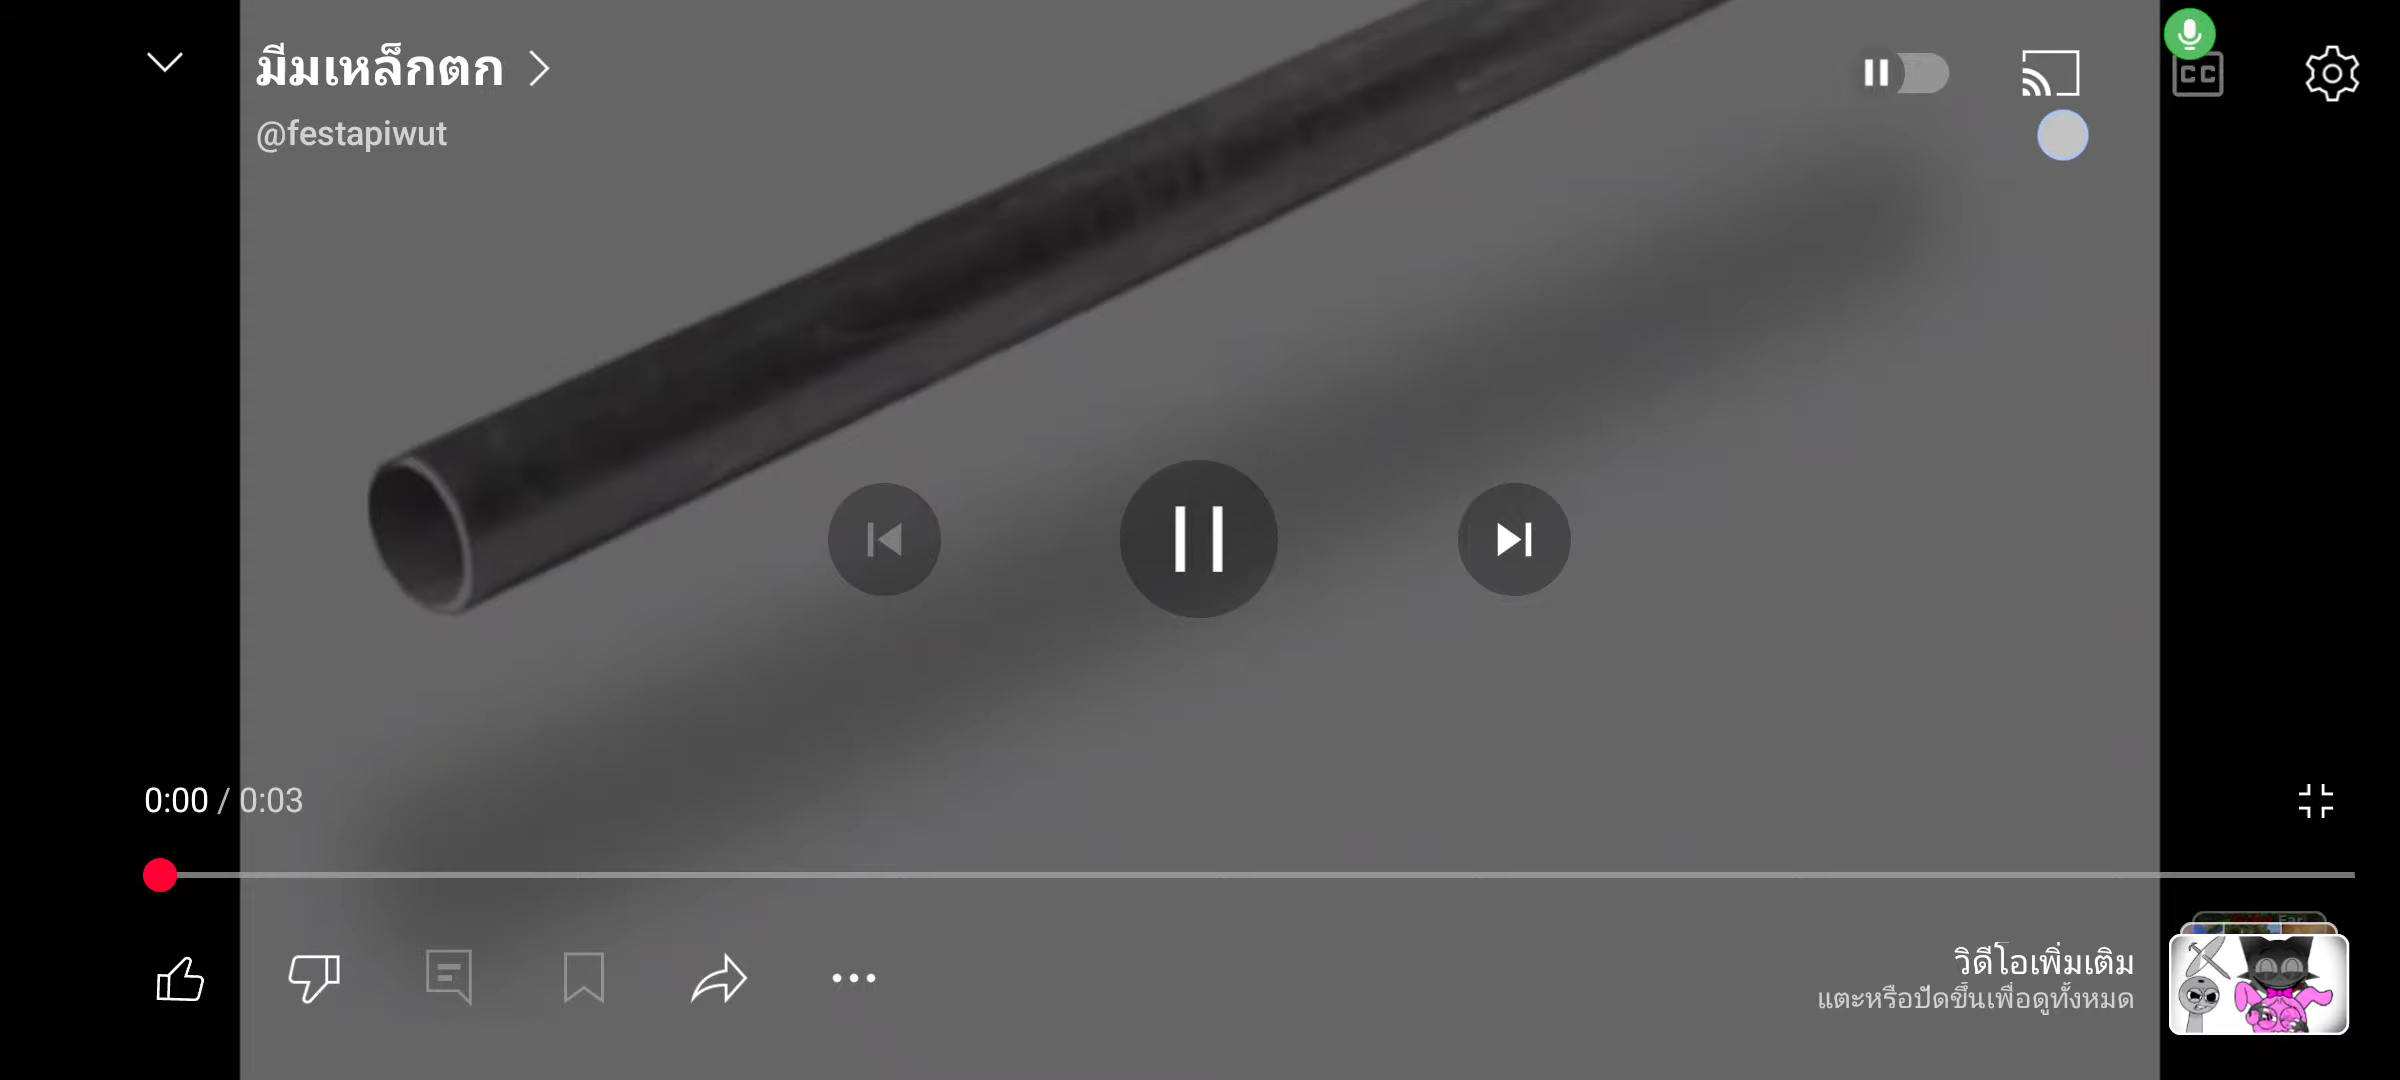 มีมเหล็กตก
@festapiwut
CC
0:00 / 0:03
วิดีโอเพิ่มเติม
แตะหรือปัดขึ้นเพื่อดูทั้งหมด